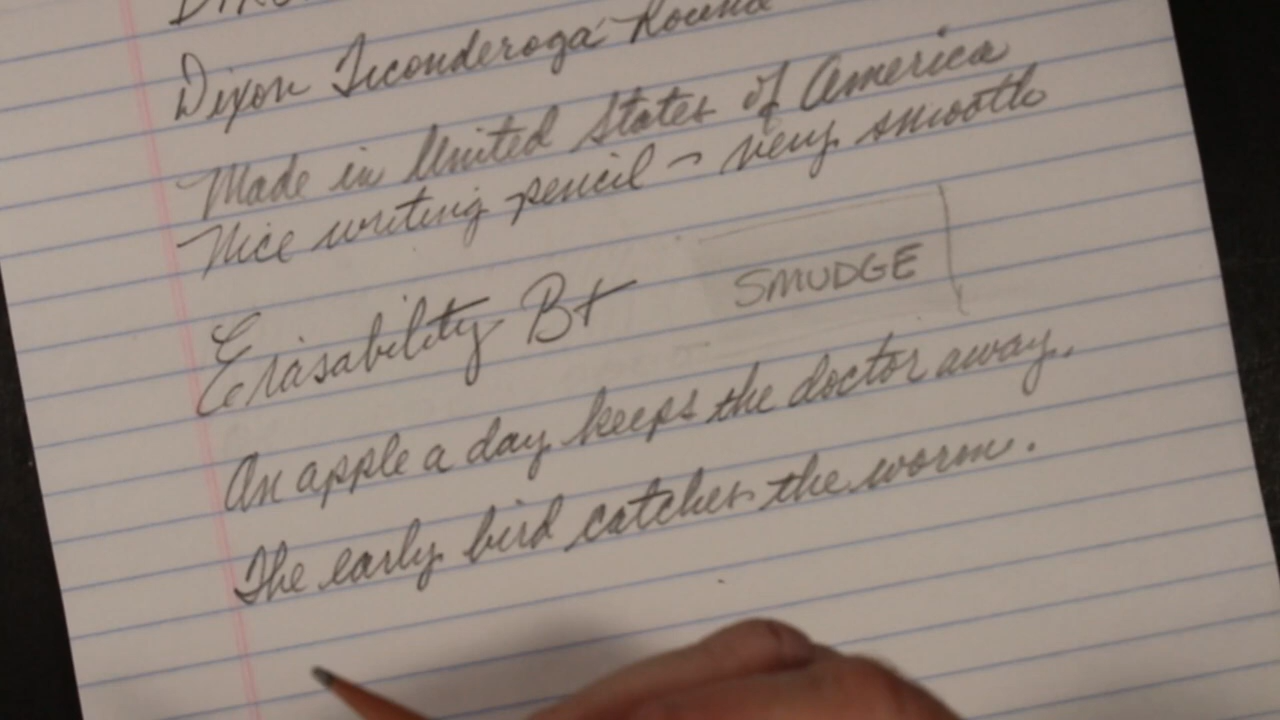 Dixon Ticonderoga Round
Made in United States of America
Nice writing pencil - very smooth
Erasability B+ SMUDGE
An apple a day keeps the doctor away.
The early bird catches the worm.